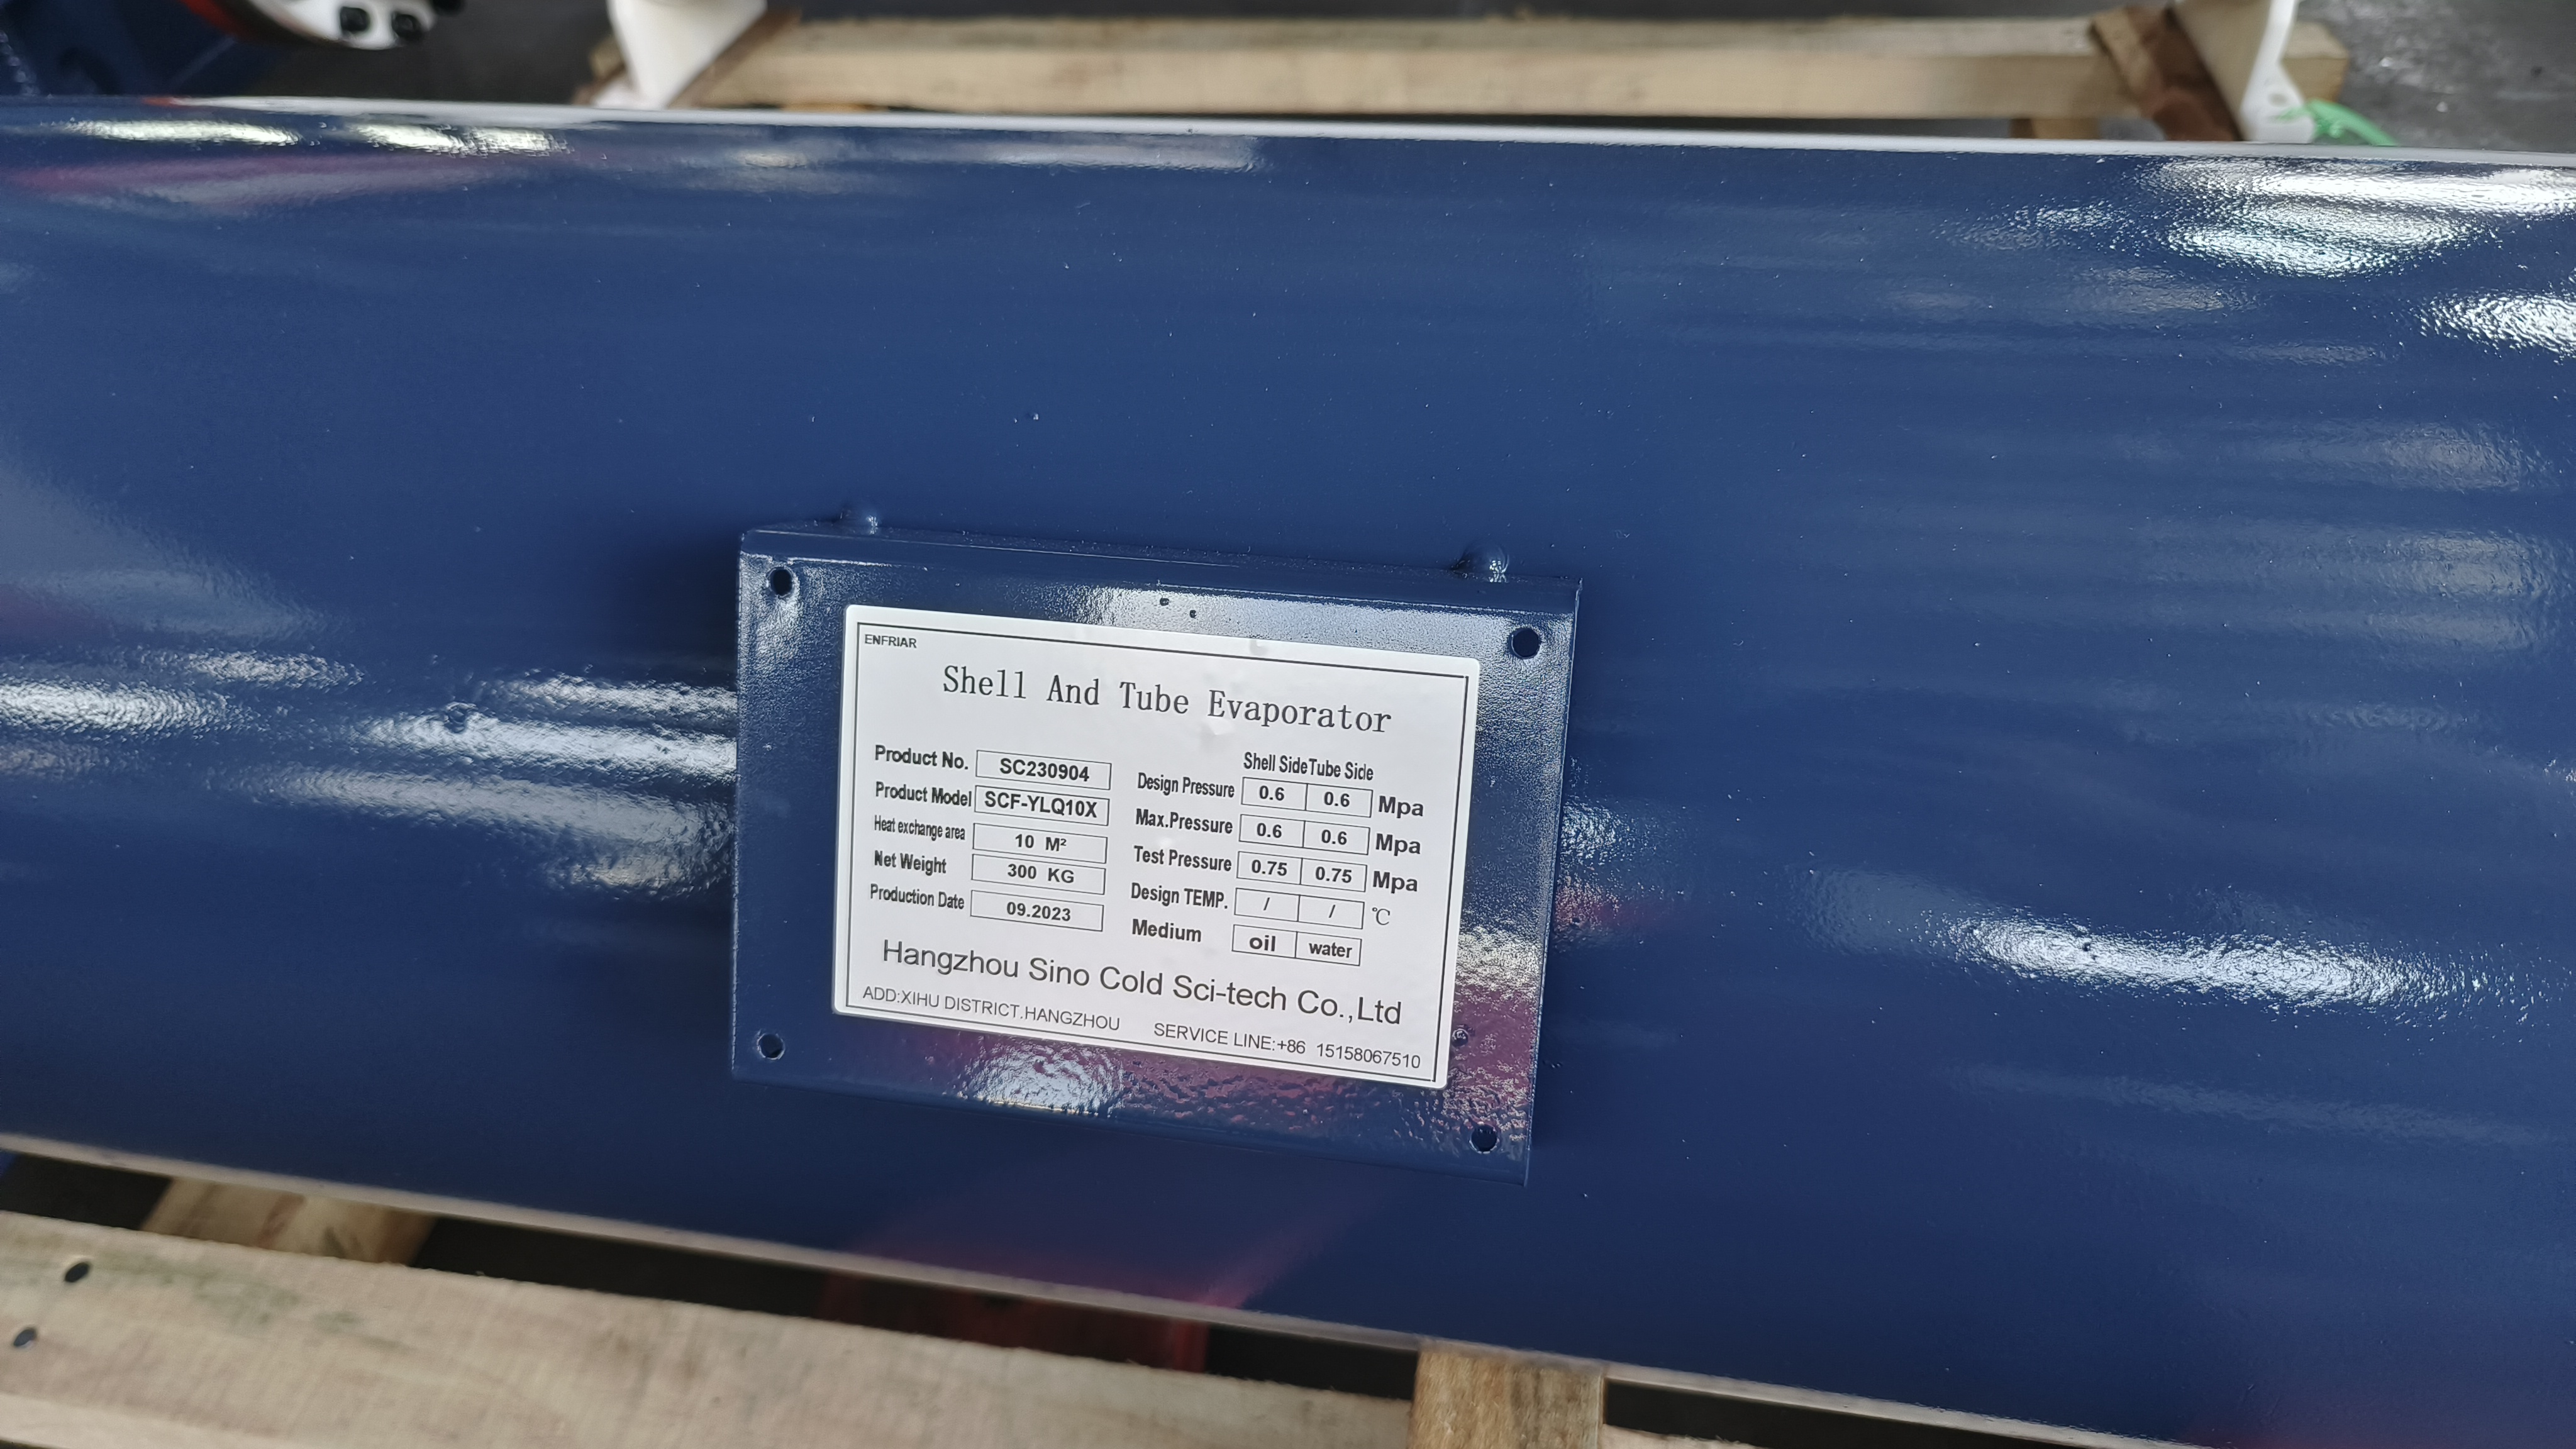 ENFRIAR
Shell And Tube Evaporator
Product No. SC230904
Product Model SCF-YLQ10X
Heat exchange area 10 M²
Net Weight 300 KG
Production Date 09.2023
Shell Side Tube Side
Design Pressure 0.6 0.6 Mpa
Max.Pressure 0.6 0.6 Mpa
Test Pressure 0.75 0.75 Mpa
Design TEMP. / / ℃
Medium oil water
Hangzhou Sino Cold Sci-tech Co.,Ltd
ADD:XIHU DISTRICT.HANGZHOU SERVICE LINE:+86 15158067510